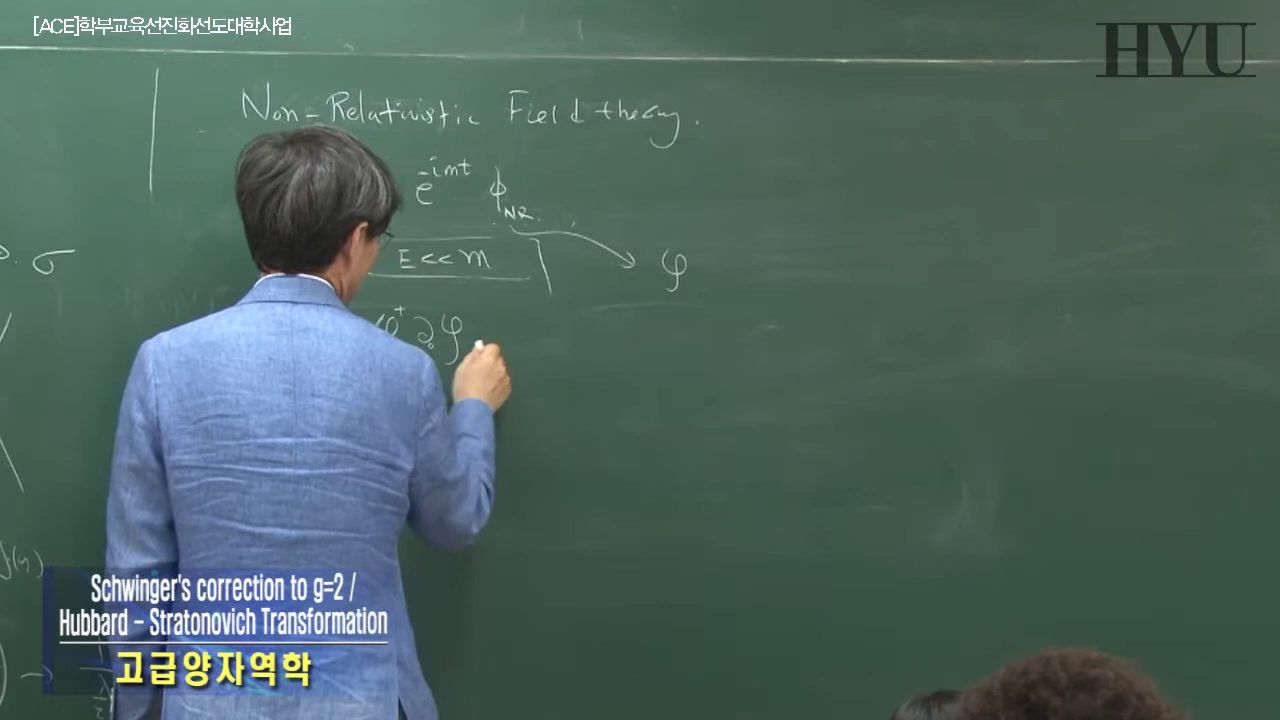 [ACE]학부교육선진화선도대학사업
HYU
Non-Relativistic Field theory.
e^{-imt} ϕ_{NR.}
E << m
φ
σ
φ^+ ∂_0 φ
Schwinger's correction to g=2 /
Hubbard - Stratonovich Transformation
고급양자역학